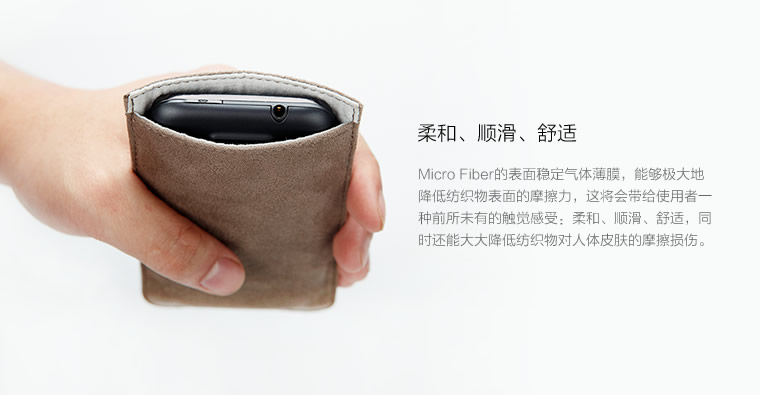 柔和、顺滑、舒适
Micro Fiber的表面稳定气体薄膜，能够极大地
降低纺织物表面的摩擦力，这将会带给使用者一
种前所未有的触觉感受：柔和、顺滑、舒适，同
时还能大大降低纺织物对人体皮肤的摩擦损伤。